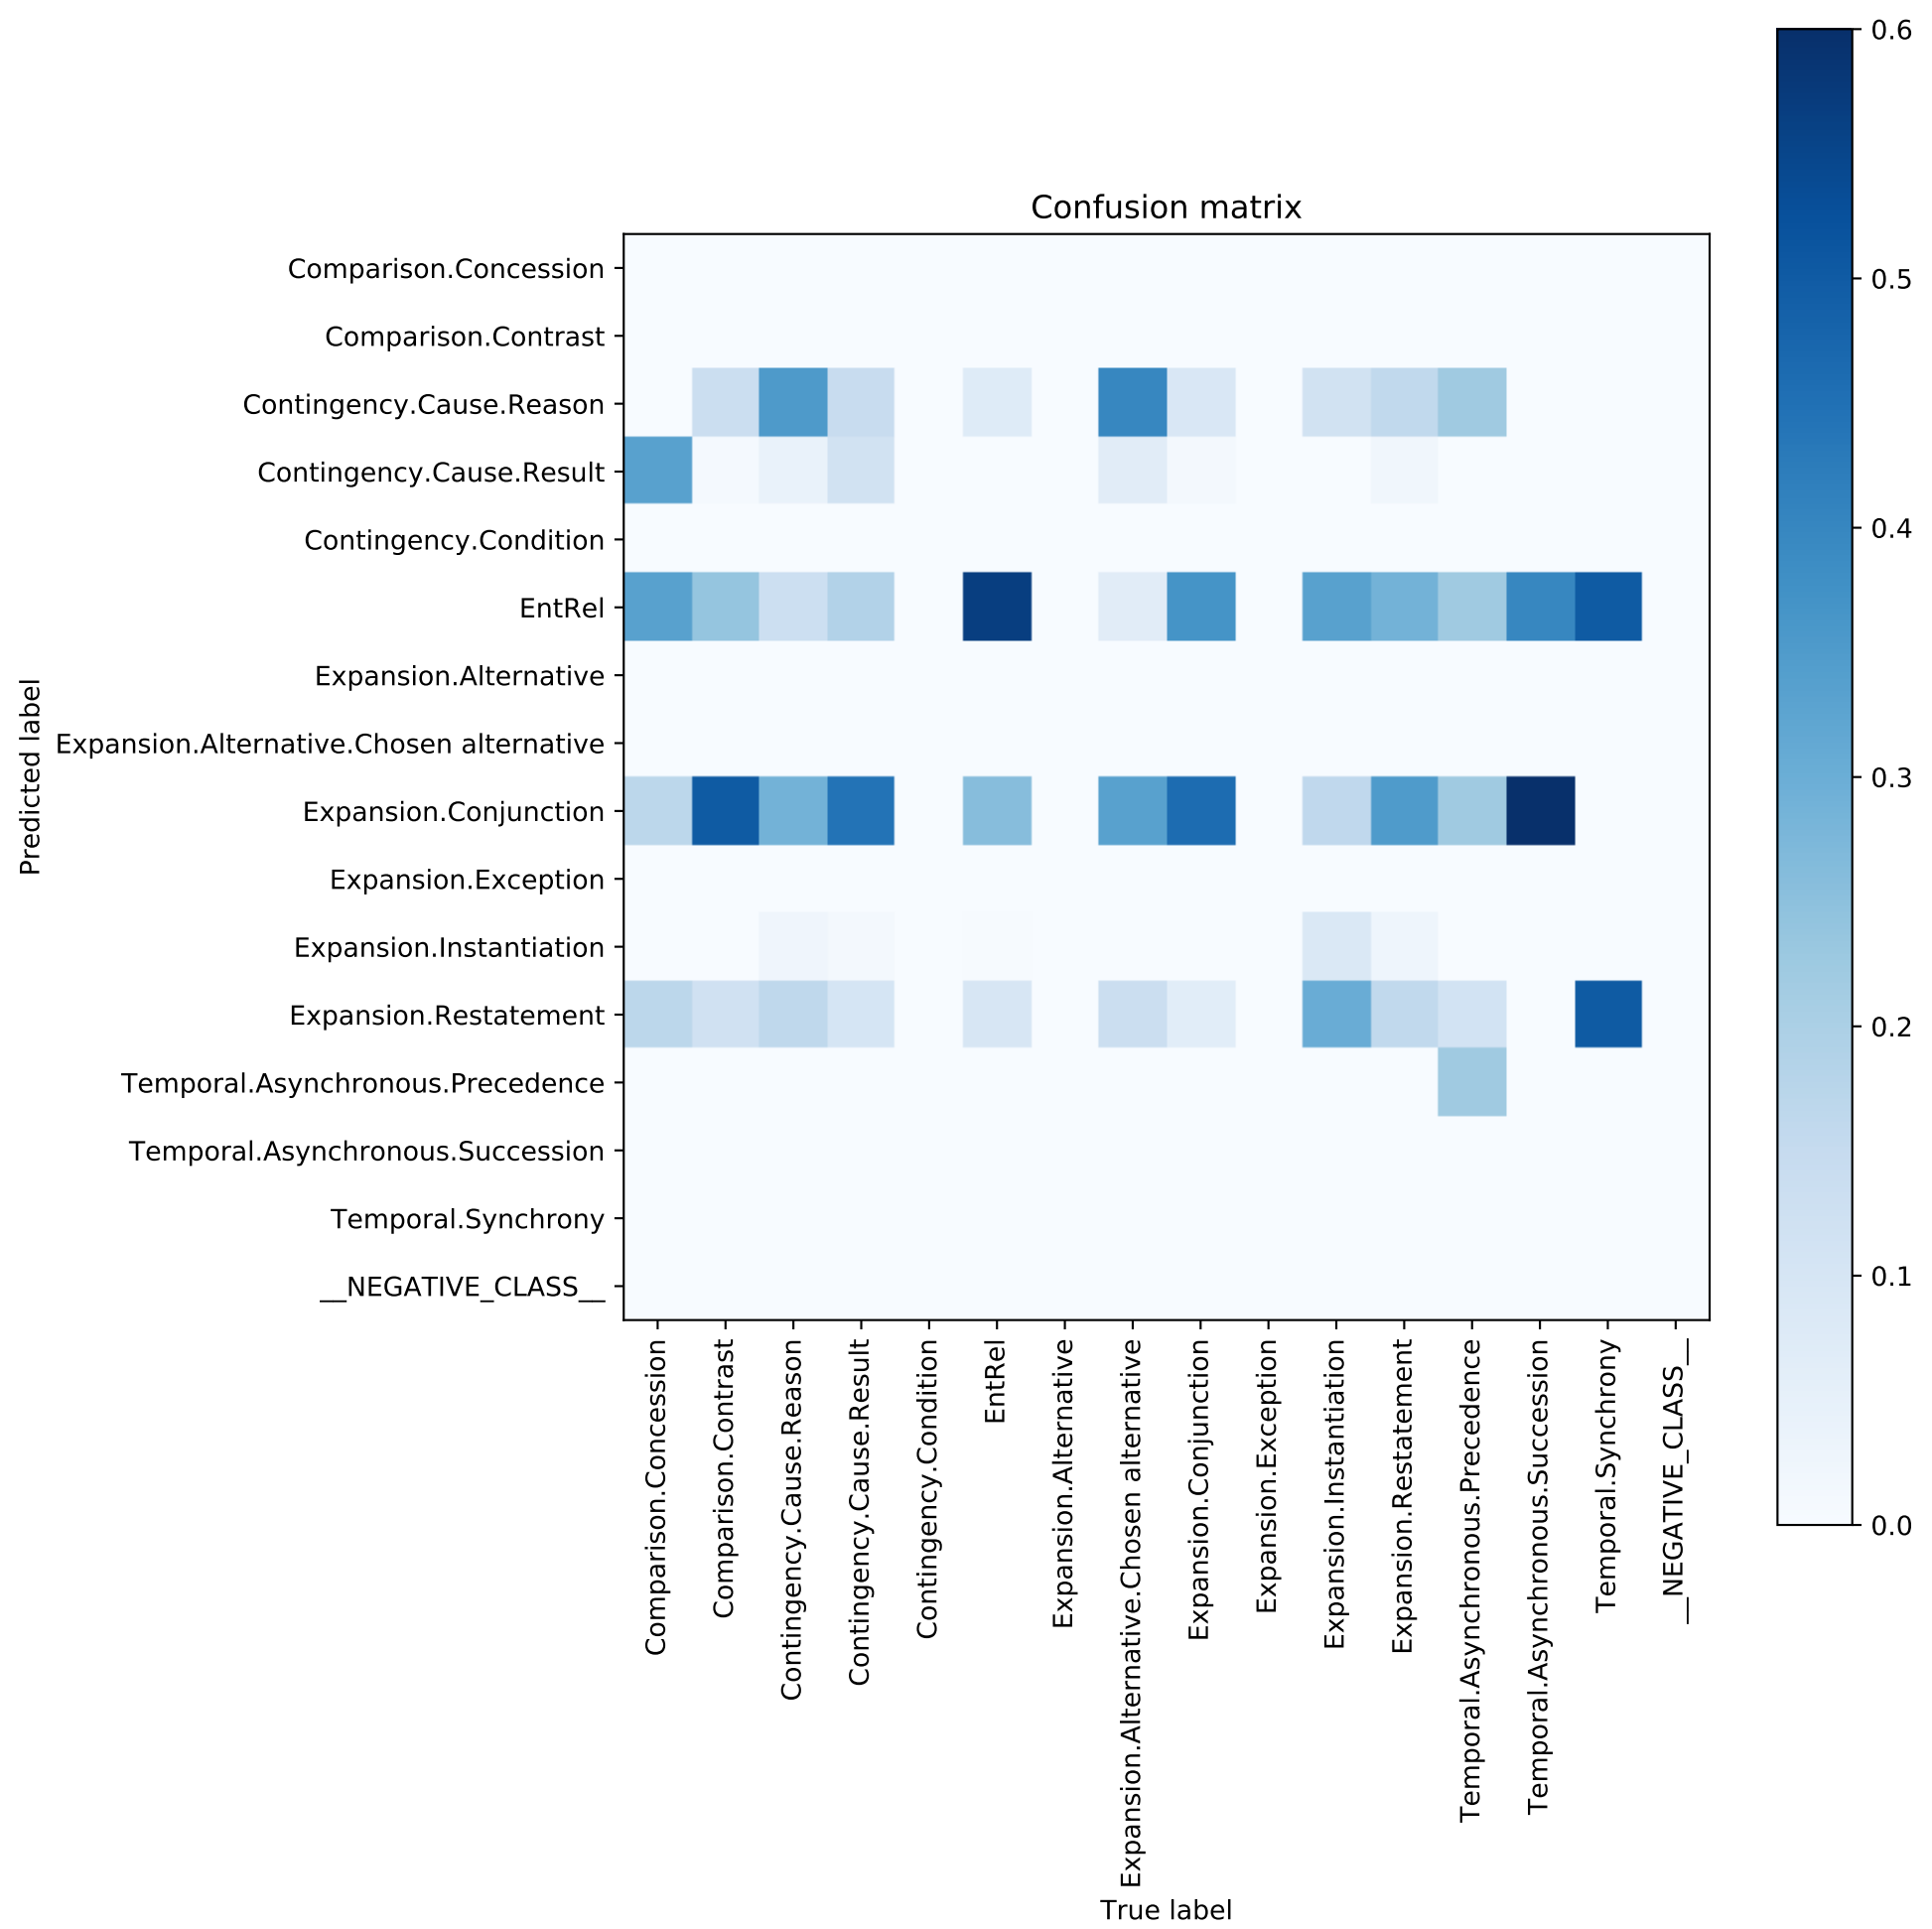 Confusion matrix
Predicted label
Comparison.Concession
Comparison.Contrast
Contingency.Cause.Reason
Contingency.Cause.Result
Contingency.Condition
EntRel
Expansion.Alternative
Expansion.Alternative.Chosen alternative
Expansion.Conjunction
Expansion.Exception
Expansion.Instantiation
Expansion.Restatement
Temporal.Asynchronous.Precedence
Temporal.Asynchronous.Succession
Temporal.Synchrony
__NEGATIVE_CLASS__
Comparison.Concession
Comparison.Contrast
Contingency.Cause.Reason
Contingency.Cause.Result
Contingency.Condition
EntRel
Expansion.Alternative
Expansion.Alternative.Chosen alternative
Expansion.Conjunction
Expansion.Exception
Expansion.Instantiation
Expansion.Restatement
Temporal.Asynchronous.Precedence
Temporal.Asynchronous.Succession
Temporal.Synchrony
__NEGATIVE_CLASS__
True label
0.6
0.5
0.4
0.3
0.2
0.1
0.0